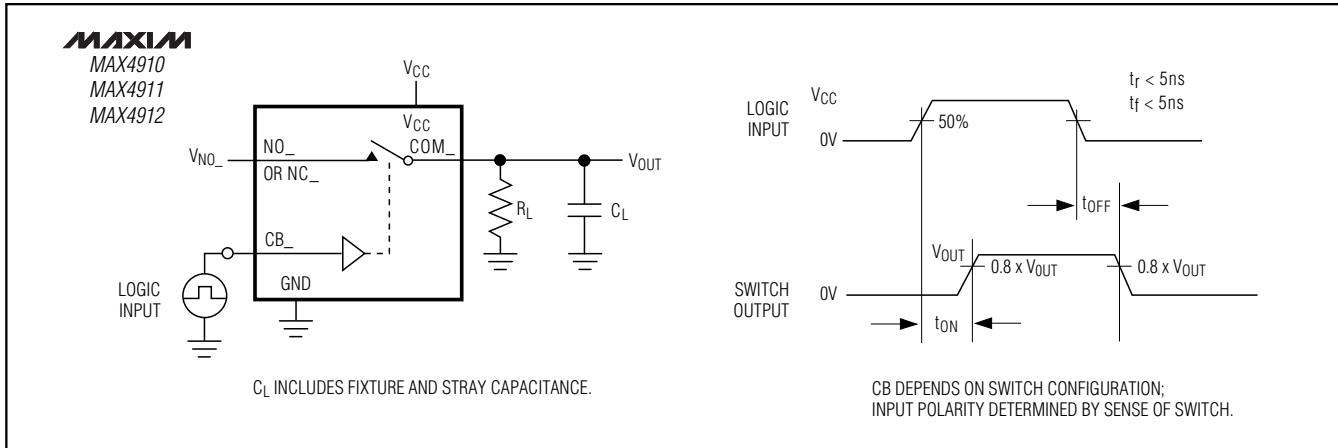 MAXIM
MAX4910
MAX4911
MAX4912
VCC
VCC
VNO_
NO_
OR NC_
COM_
VOUT
RL
CL
CB_
GND
LOGIC
INPUT
CL INCLUDES FIXTURE AND STRAY CAPACITANCE.
tr < 5ns
tf < 5ns
LOGIC
INPUT
VCC
0V
50%
tOFF
SWITCH
OUTPUT
VOUT
0V
0.8 x VOUT
0.8 x VOUT
tON
CB DEPENDS ON SWITCH CONFIGURATION;
INPUT POLARITY DETERMINED BY SENSE OF SWITCH.